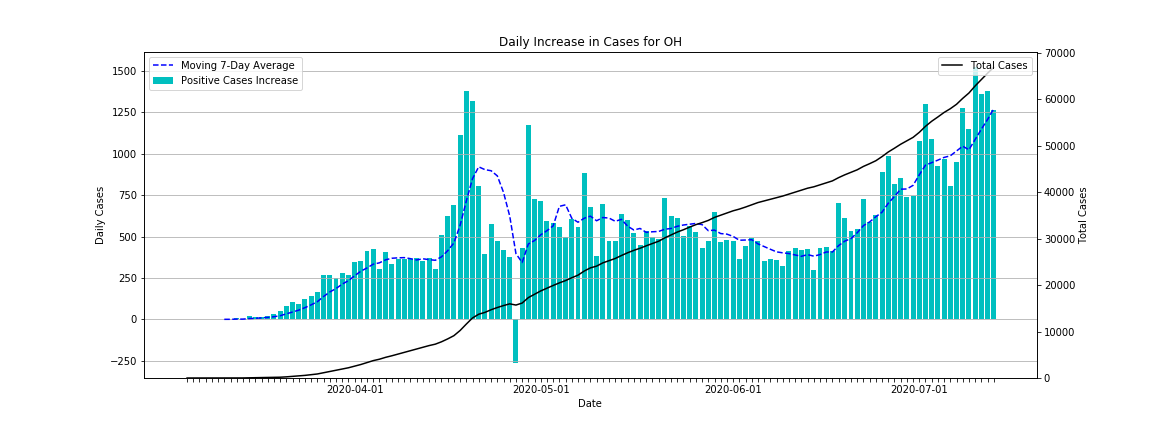 Daily Increase in Cases for OH
Moving 7-Day Average
Positive Cases Increase
Total Cases
1500
1250
1000
750
500
250
0
−250
Daily Cases
70000
60000
50000
40000
30000
20000
10000
0
Total Cases
2020-04-01
2020-05-01
2020-06-01
2020-07-01
Date